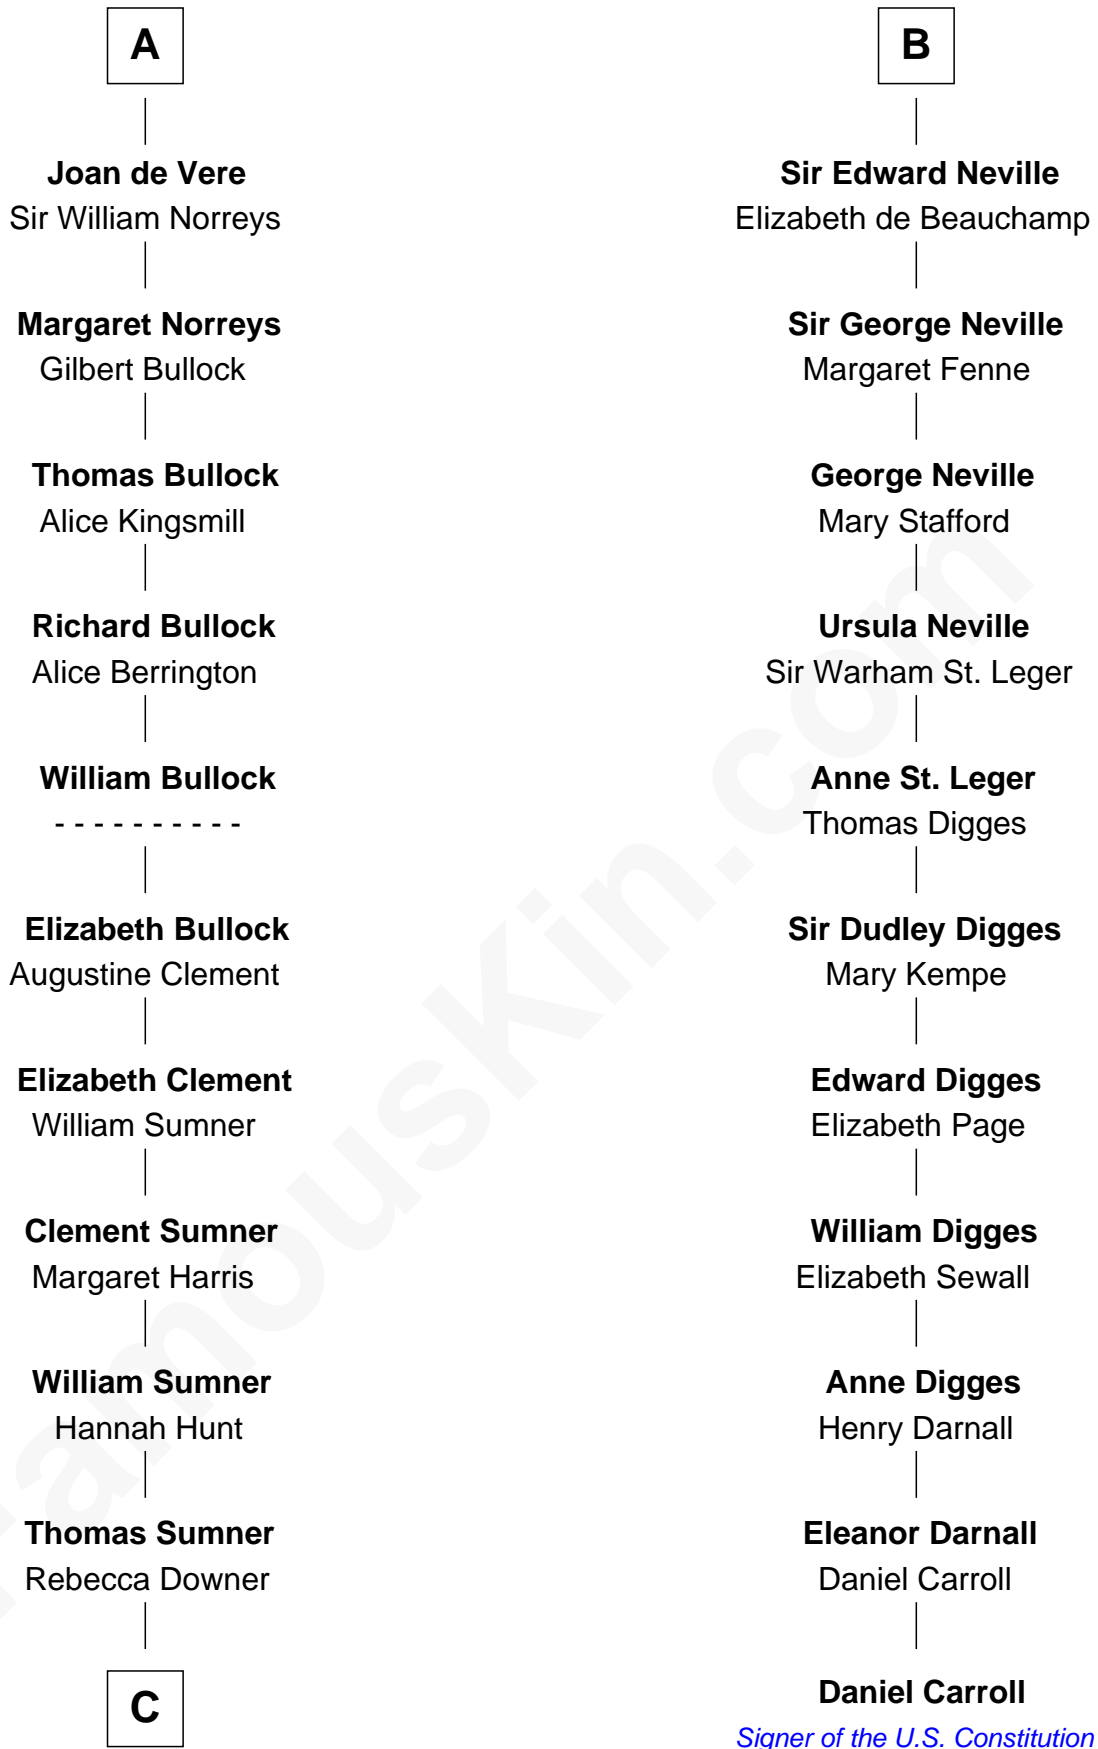 A
Joan de Vere
Sir William Norreys
Margaret Norreys
Gilbert Bullock
Thomas Bullock
Alice Kingsmill
Richard Bullock
Alice Berrington
William Bullock
- - - - - - - - - -
Elizabeth Bullock
Augustine Clement
Elizabeth Clement
William Sumner
Clement Sumner
Margaret Harris
William Sumner
Hannah Hunt
Thomas Sumner
Rebecca Downer
C
B
Sir Edward Neville
Elizabeth de Beauchamp
Sir George Neville
Margaret Fenne
George Neville
Mary Stafford
Ursula Neville
Sir Warham St. Leger
Anne St. Leger
Thomas Digges
Sir Dudley Digges
Mary Kempe
Edward Digges
Elizabeth Page
William Digges
Elizabeth Sewall
Anne Digges
Henry Darnall
Eleanor Darnall
Daniel Carroll
Daniel Carroll
Signer of the U.S. Constitution
FamousKin.com